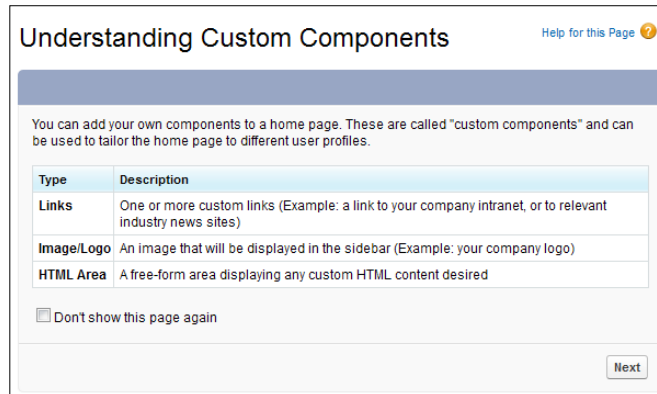 Understanding Custom Components
Help for this Page ?
You can add your own components to a home page. These are called "custom components" and can
be used to tailor the home page to different user profiles.
Type Description
Links One or more custom links (Example: a link to your company intranet, or to relevant
industry news sites)
Image/Logo An image that will be displayed in the sidebar (Example: your company logo)
HTML Area A free-form area displaying any custom HTML content desired
Don't show this page again
Next